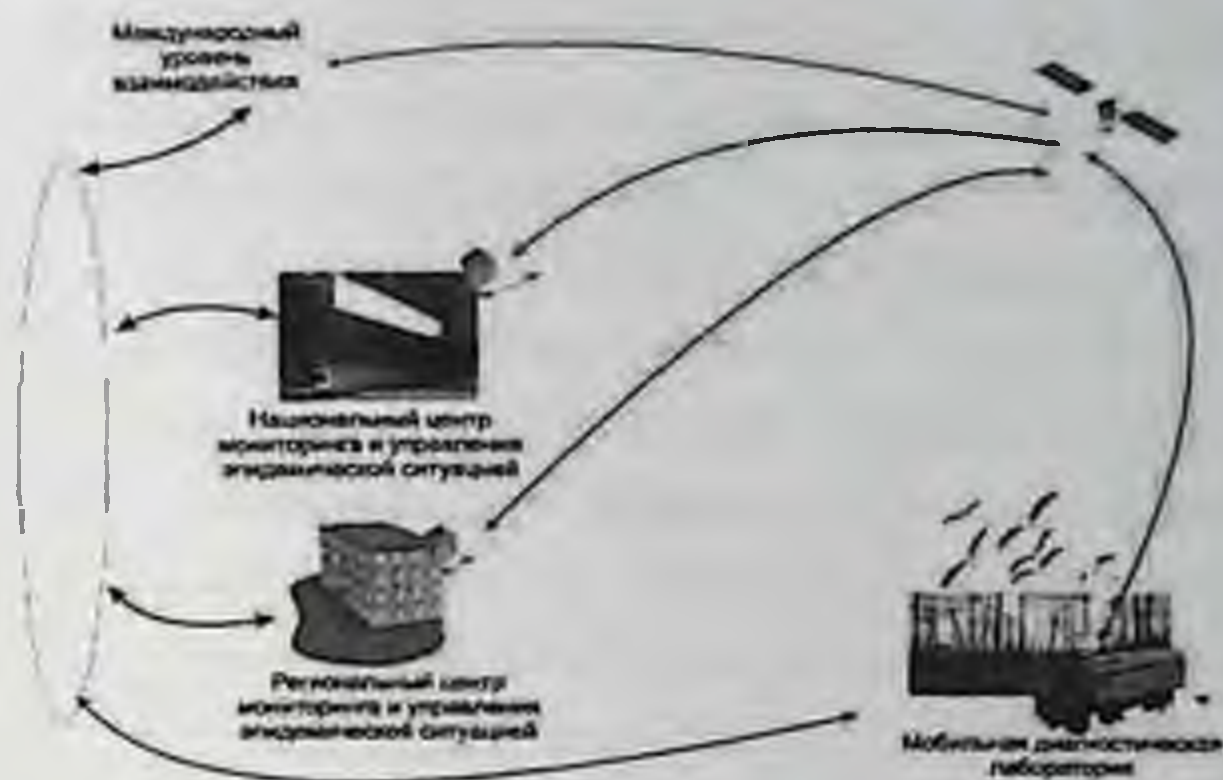 Международный
уровень
взаимодействия
Национальный центр
мониторинга и управления
эпидемической ситуацией
Региональный центр
мониторинга и управления
эпидемической ситуацией
Мобильная диагностическая
лаборатория